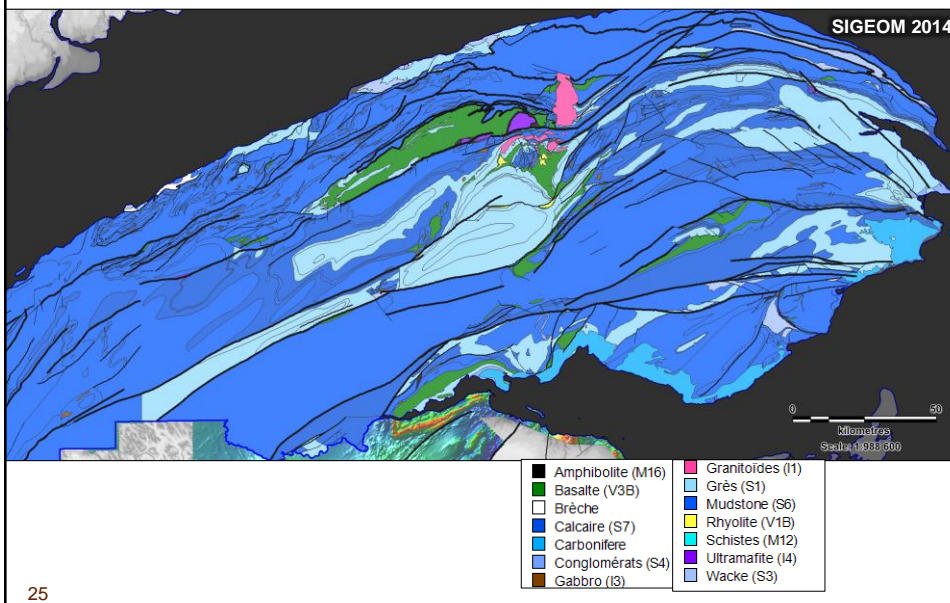 SIGEOM 2014
0 50
kilometres
Scale: 1:988 600
Amphibolite (M16)
Basalte (V3B)
Brèche
Calcaire (S7)
Carbonifere
Conglomérats (S4)
Gabbro (I3)
Granitoïdes (I1)
Grès (S1)
Mudstone (S6)
Rhyolite (V1B)
Schistes (M12)
Ultramafite (I4)
Wacke (S3)
25